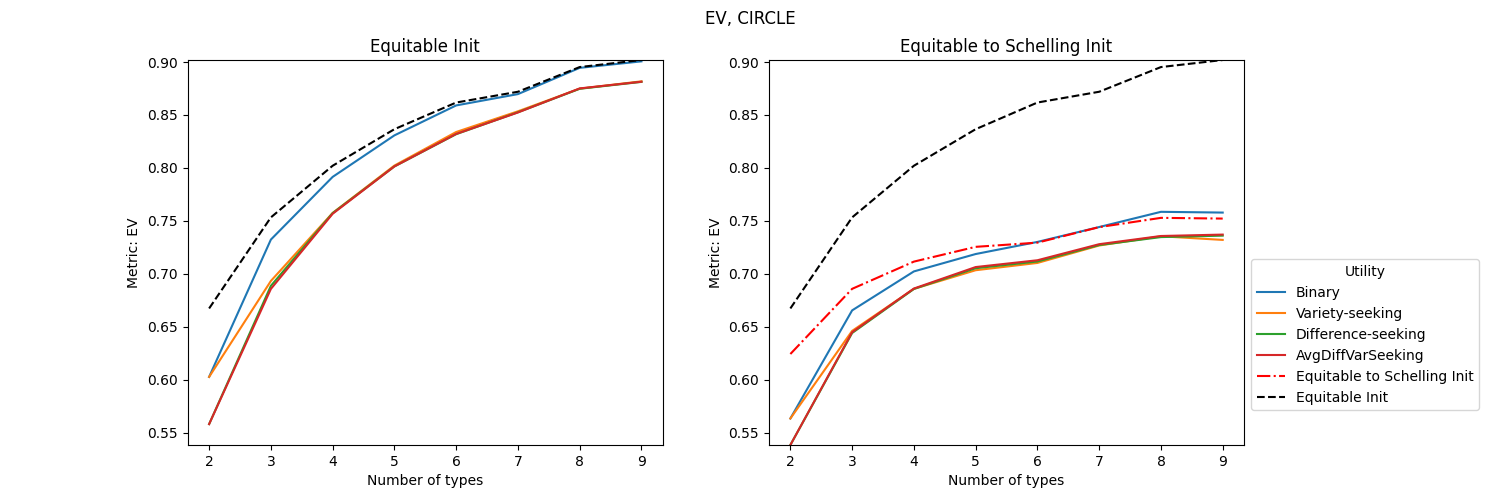 EV, CIRCLE
Equitable Init
Metric: EV
0.90
0.85
0.80
0.75
0.70
0.65
0.60
0.55
2 3 4 5 6 7 8 9
Number of types
Equitable to Schelling Init
Metric: EV
0.90
0.85
0.80
0.75
0.70
0.65
0.60
0.55
2 3 4 5 6 7 8 9
Number of types
Utility
Binary
Variety-seeking
Difference-seeking
AvgDiffVarSeeking
Equitable to Schelling Init
Equitable Init